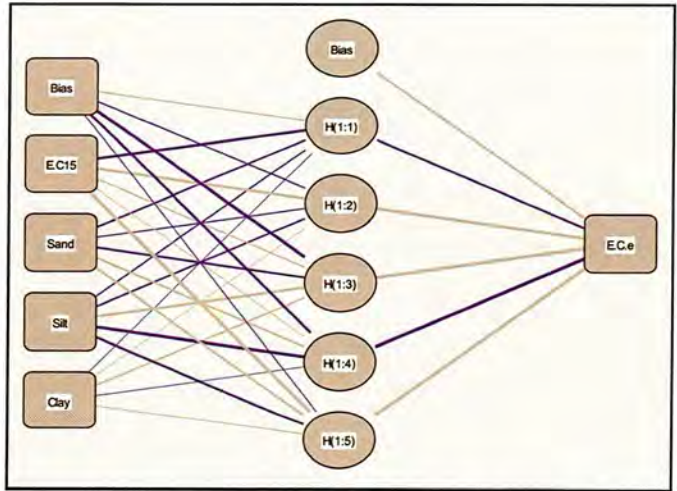 Bias
Bias
E.C15
H(1:1)
Sand
H(1:2)
E.C.e
Silt
H(1:3)
Clay
H(1:4)
H(1:5)